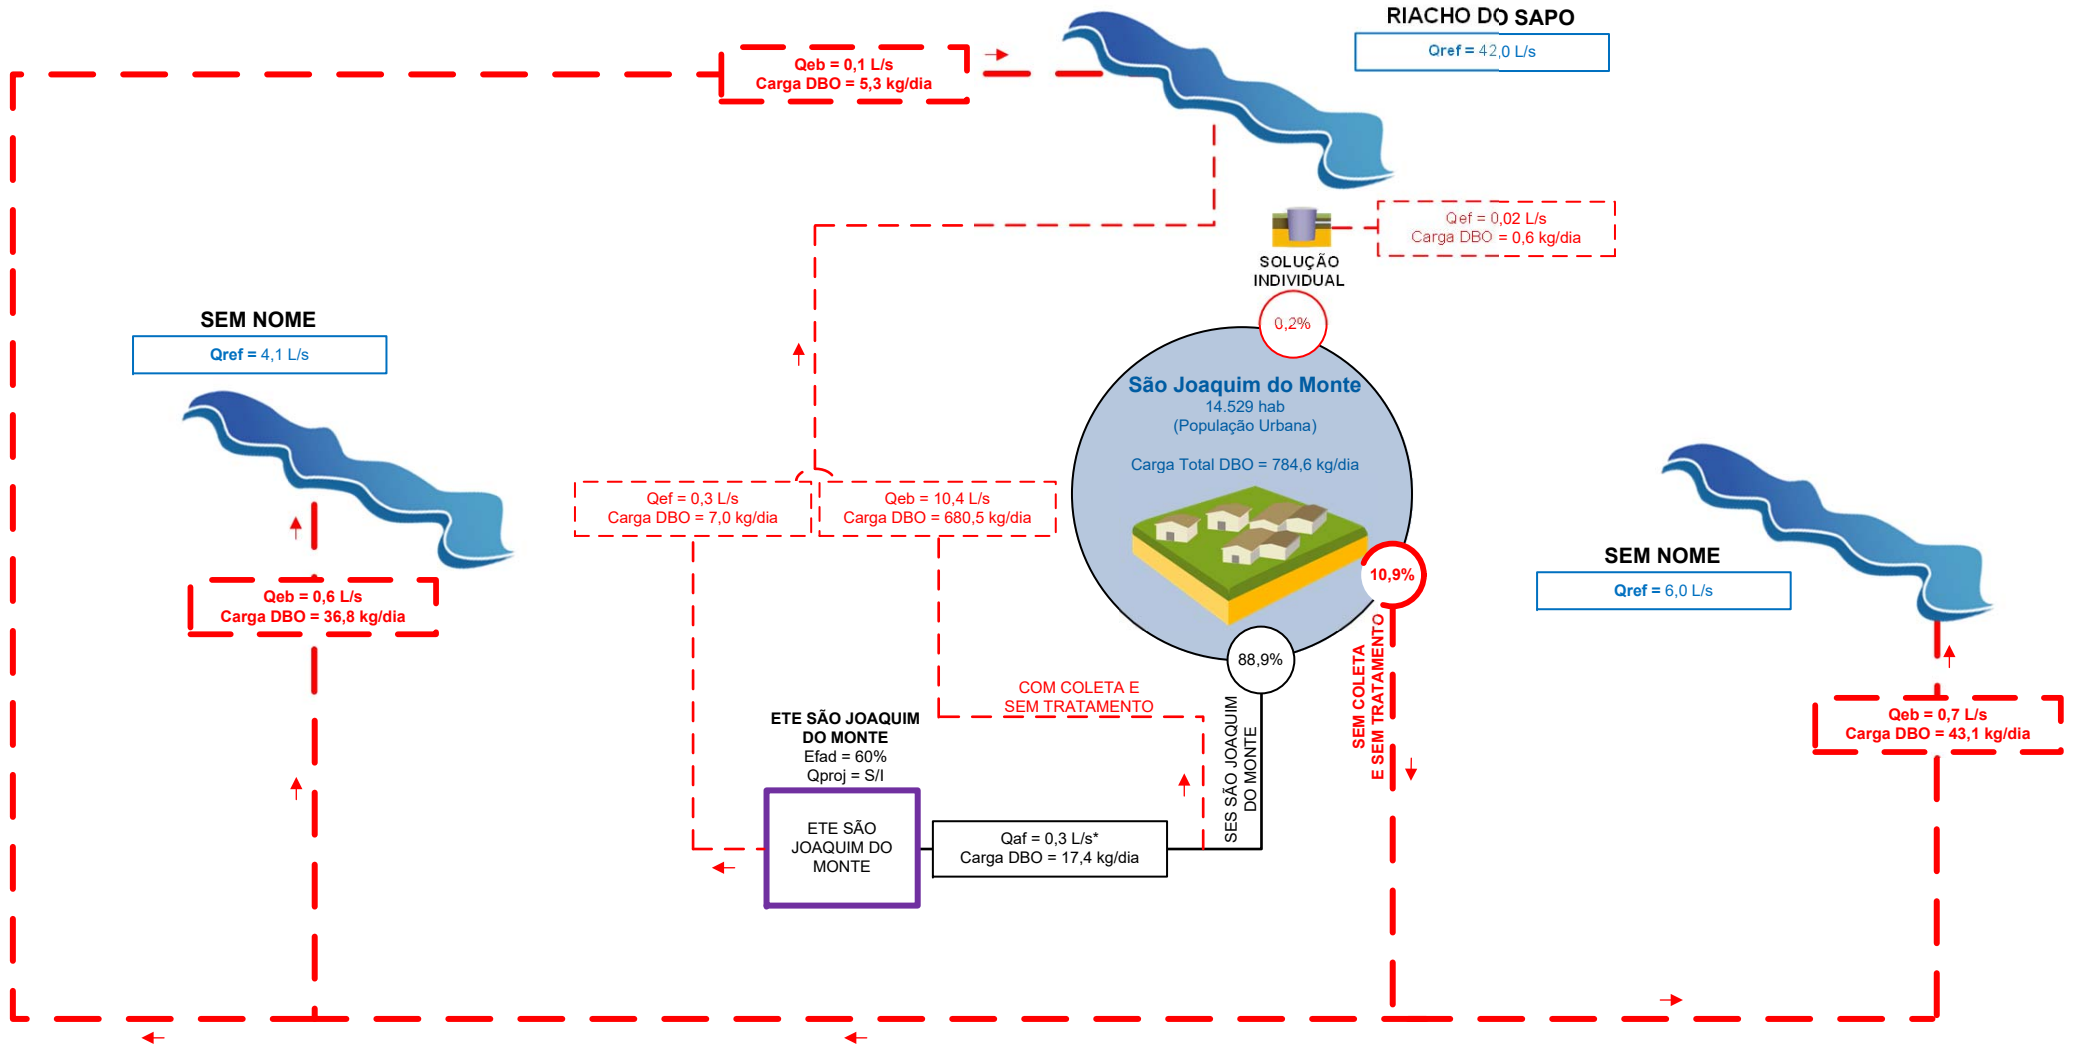 RIACHO DO SAPO
Qref = 42,0 L/s
Qeb = 0,1 L/s
Carga DBO = 5,3 kg/dia
Qef = 0,02 L/s
Carga DBO = 0,6 kg/dia
SOLUÇÃO
INDIVIDUAL
0,2%
SEM NOME
Qref = 4,1 L/s
São Joaquim do Monte
14.529 hab
(População Urbana)
Carga Total DBO = 784,6 kg/dia
Qef = 0,3 L/s
Carga DBO = 7,0 kg/dia
Qeb = 10,4 L/s
Carga DBO = 680,5 kg/dia
10,9%
SEM NOME
Qref = 6,0 L/s
Qeb = 0,6 L/s
Carga DBO = 36,8 kg/dia
88,9%
COM COLETA E
SEM TRATAMENTO
SES SÃO JOAQUIM
DO MONTE
SEM COLETA
E SEM TRATAMENTO
Qeb = 0,7 L/s
Carga DBO = 43,1 kg/dia
ETE SÃO JOAQUIM
DO MONTE
Efad = 60%
Qproj = S/I
ETE SÃO
JOAQUIM DO
MONTE
Qaf = 0,3 L/s*
Carga DBO = 17,4 kg/dia